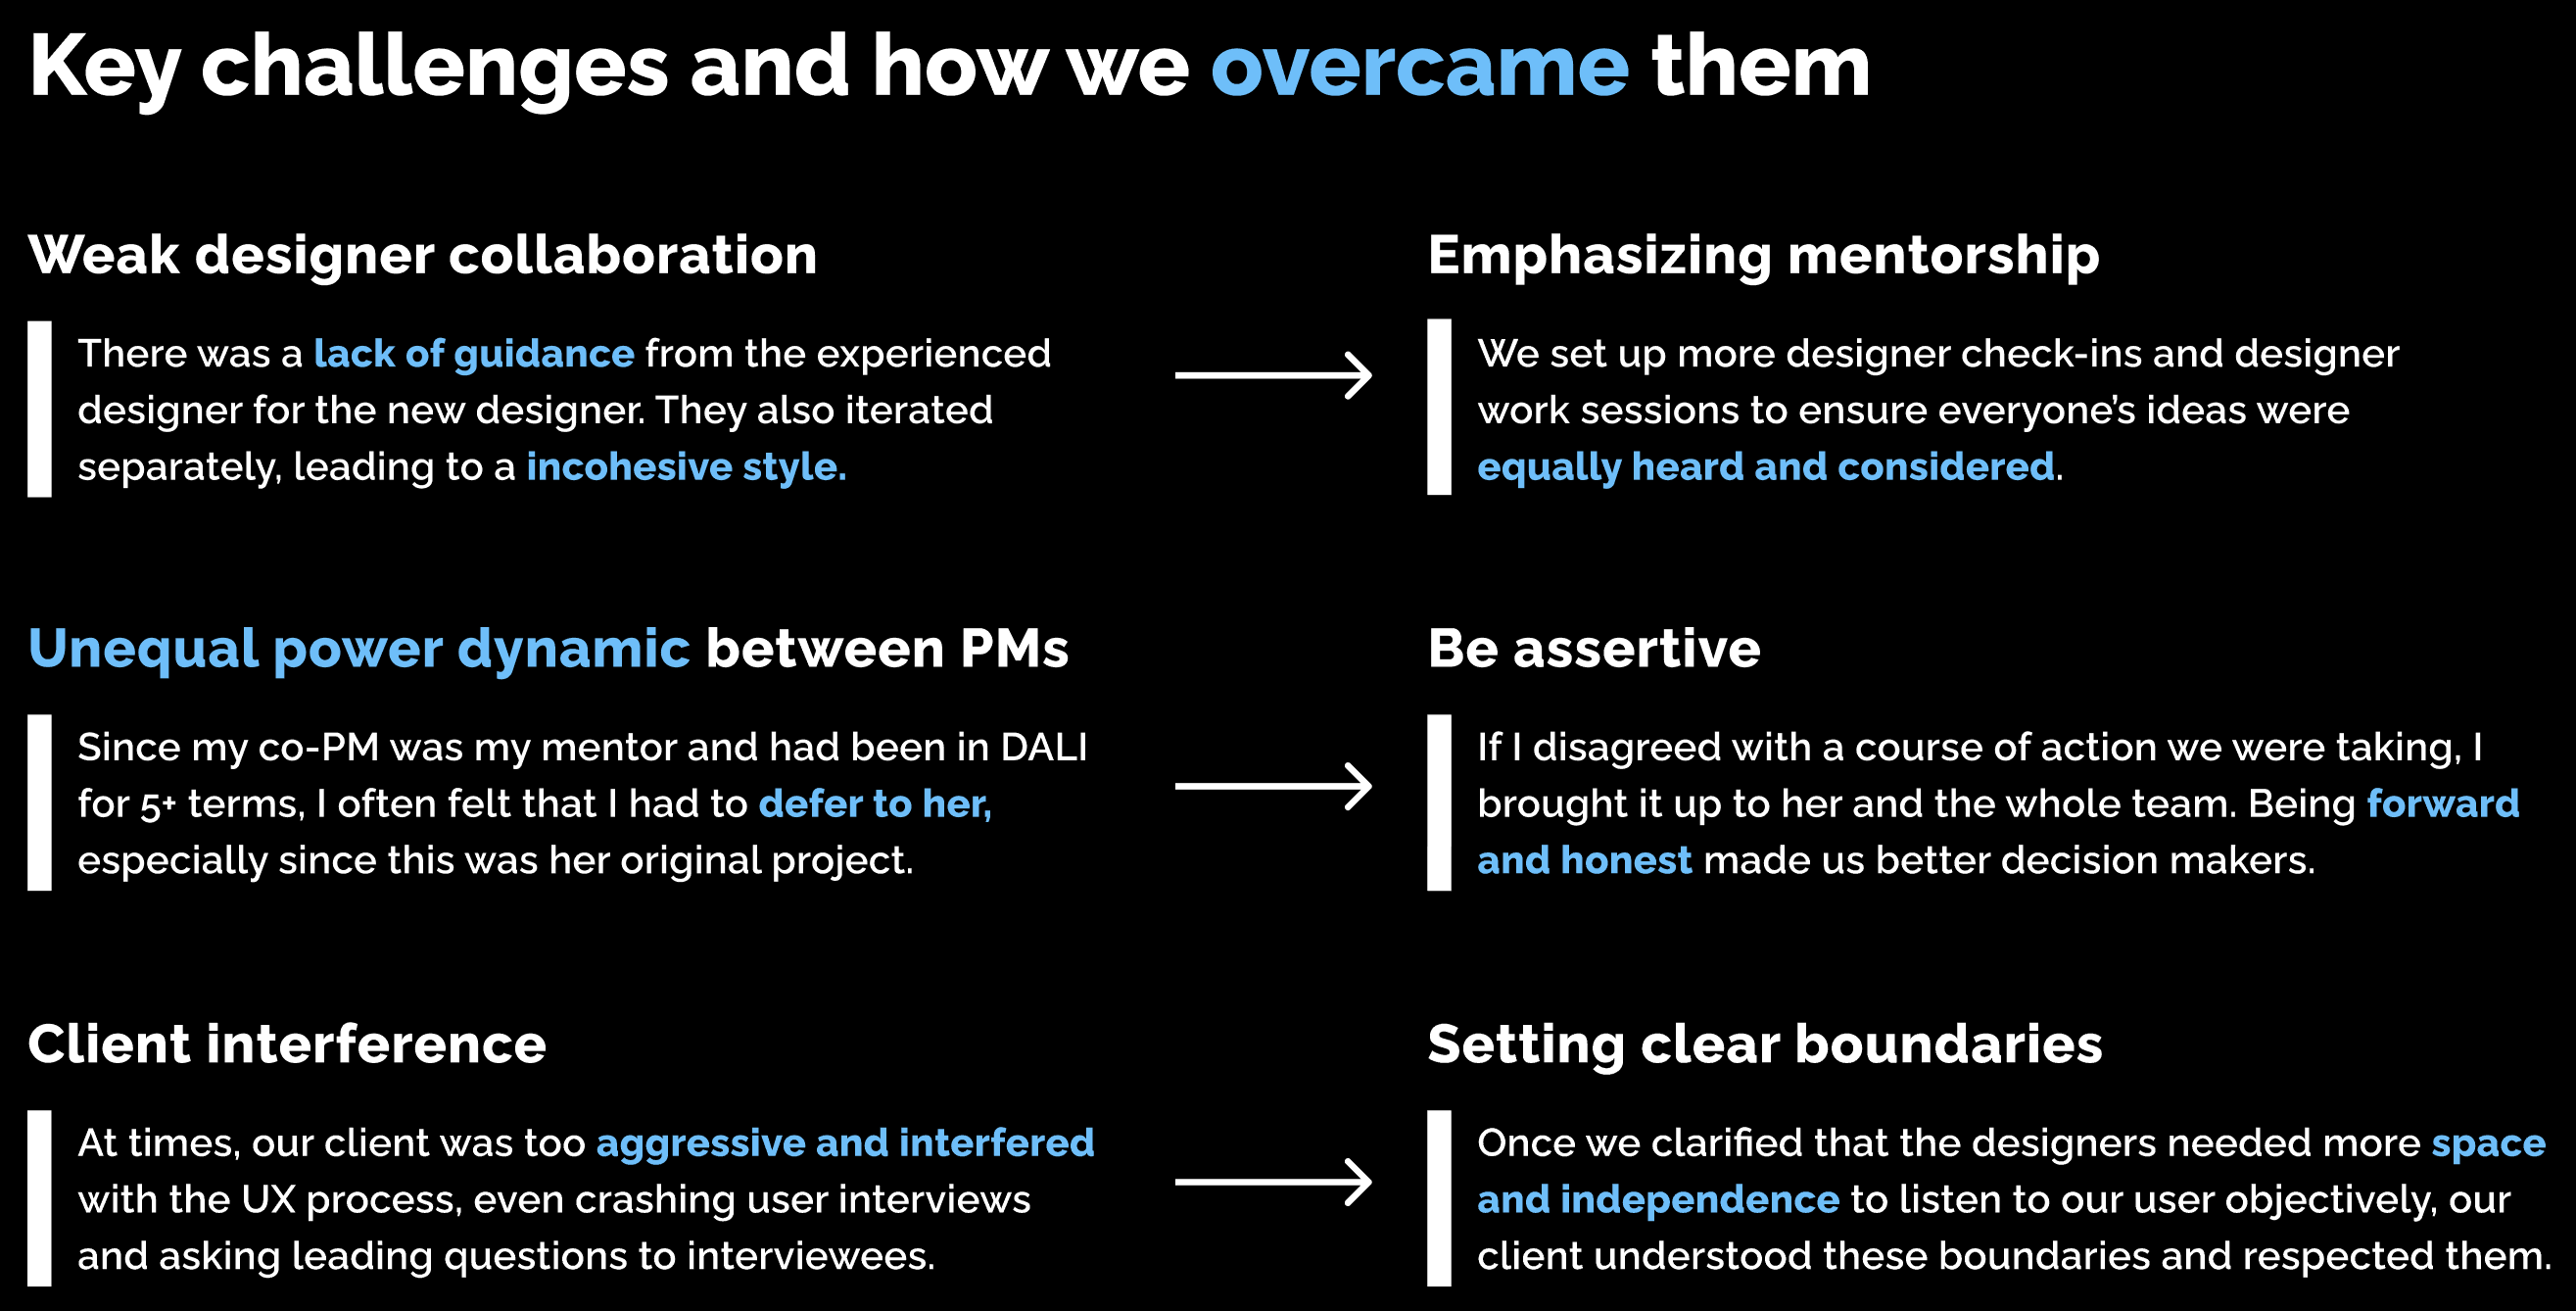 Key challenges and how we overcame them
Weak designer collaboration
There was a lack of guidance from the experienced
designer for the new designer. They also iterated
separately, leading to a incohesive style.
Emphasizing mentorship
We set up more designer check-ins and designer
work sessions to ensure everyone’s ideas were
equally heard and considered.
Unequal power dynamic between PMs
Since my co-PM was my mentor and had been in DALI
for 5+ terms, I often felt that I had to defer to her,
especially since this was her original project.
Be assertive
If I disagreed with a course of action we were taking, I
brought it up to her and the whole team. Being forward
and honest made us better decision makers.
Client interference
At times, our client was too aggressive and interfered
with the UX process, even crashing user interviews
and asking leading questions to interviewees.
Setting clear boundaries
Once we clarified that the designers needed more space
and independence to listen to our user objectively, our
client understood these boundaries and respected them.